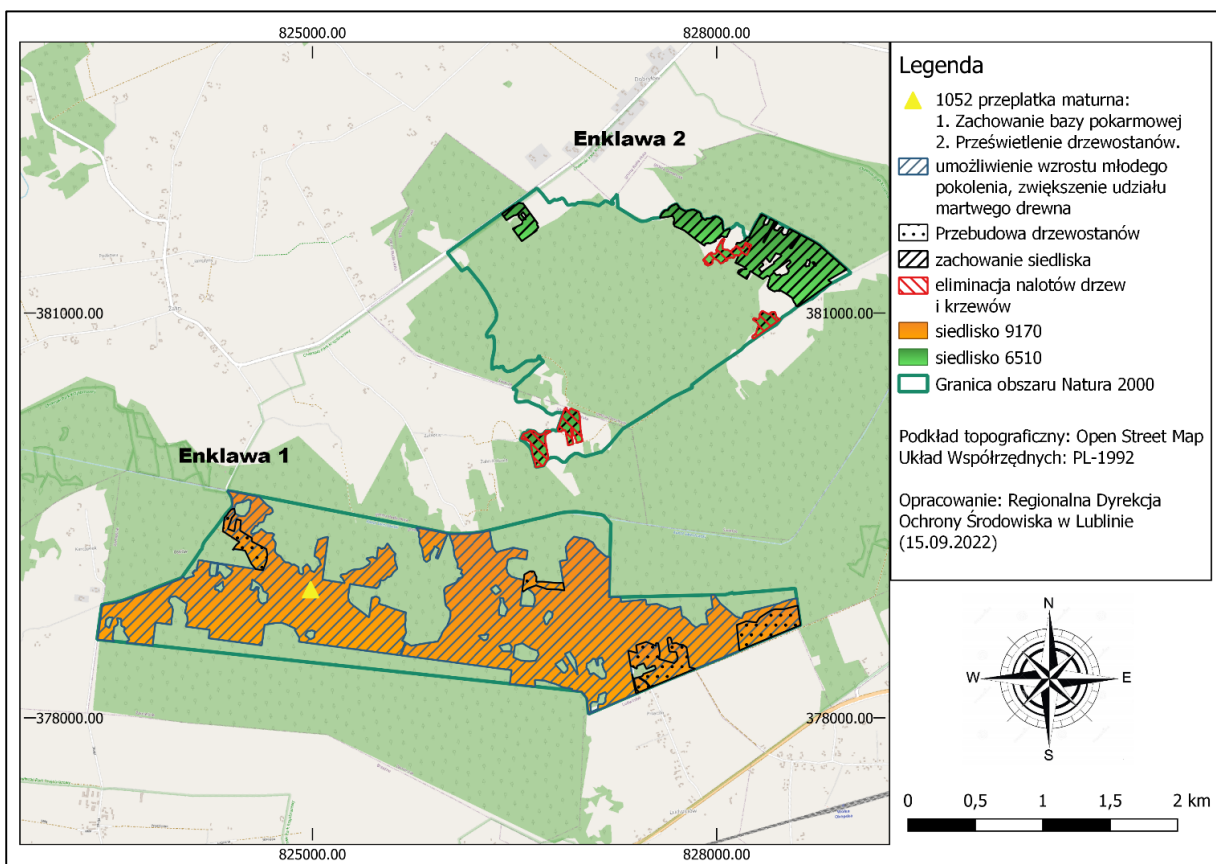 825000.00
828000.00
Enklawa 2
381000.00
381000.00
Enklawa 1
378000.00
378000.00
825000.00
828000.00
Legenda
1052 przeplatka maturna:
1. Zachowanie bazy pokarmowej
2. Prześwietlenie drzewostanów.
umożliwienie wzrostu młodego
pokolenia, zwiększenie udziału
martwego drewna
Przebudowa drzewostanów
zachowanie siedliska
eliminacja nalotów drzew
i krzewów
siedlisko 9170
siedlisko 6510
Granica obszaru Natura 2000
Podkład topograficzny: Open Street Map
Układ Współrzędnych: PL-1992
Opracowanie: Regionalna Dyrekcja
Ochrony Środowiska w Lublinie
(15.09.2022)
N
W
E
S
0 0,5 1 1,5 2 km